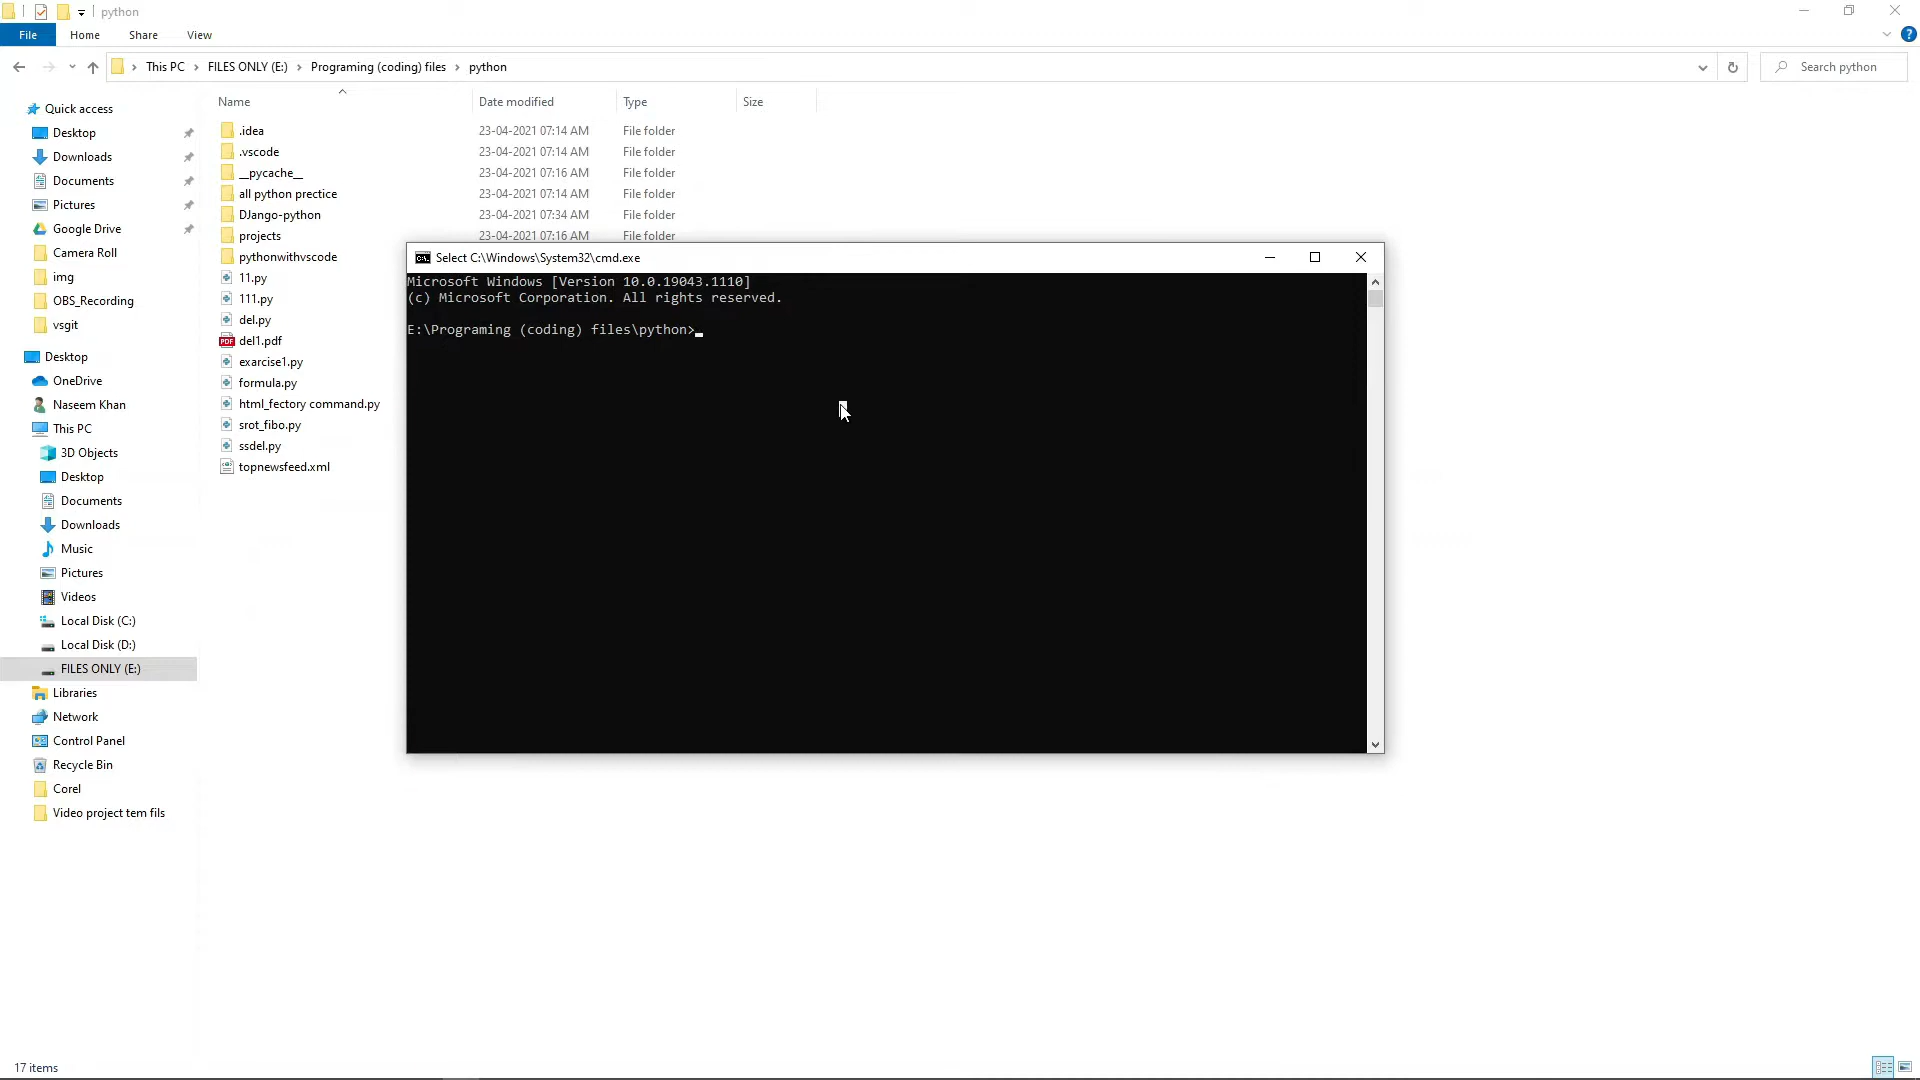 python
File Home Share View
This PC FILES ONLY (E:) Programing (coding) files python
Search python
Name Date modified Type Size
Quick access
Desktop
Downloads
Documents
Pictures
Google Drive
Camera Roll
img
OBS_Recording
vsgit
Desktop
OneDrive
Naseem Khan
This PC
3D Objects
Desktop
Documents
Downloads
Music
Pictures
Videos
Local Disk (C:)
Local Disk (D:)
FILES ONLY (E:)
Libraries
Network
Control Panel
Recycle Bin
Corel
Video project tem fils
.idea 23-04-2021 07:14 AM File folder
.vscode 23-04-2021 07:14 AM File folder
__pycache__ 23-04-2021 07:16 AM File folder
all python prectice 23-04-2021 07:14 AM File folder
DJango-python 23-04-2021 07:34 AM File folder
projects 23-04-2021 07:16 AM File folder
pythonwithvscode
11.py
111.py
del.py
PDF del1.pdf
exarcise1.py
formula.py
html_fectory command.py
srot_fibo.py
ssdel.py
topnewsfeed.xml
C:\. Select C:\Windows\System32\cmd.exe
Microsoft Windows [Version 10.0.19043.1110]
(c) Microsoft Corporation. All rights reserved.
E:\Programing (coding) files\python>
17 items